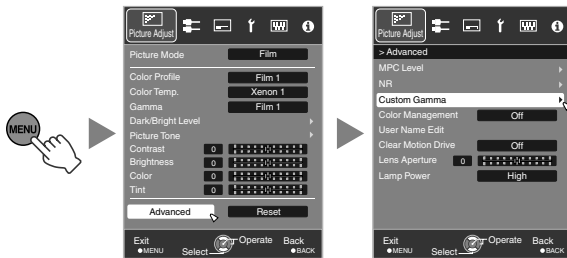 MENU
Picture Adjust
Picture Mode Film
Color Profile Film 1
Color Temp. Xenon 1
Gamma Film 1
Dark/Bright Level
Picture Tone
Contrast 0
Brightness 0
Color 0
Tint 0
Advanced Reset
Exit Operate Back
●MENU Select ●BACK
Picture Adjust
> Advanced
MPC Level
NR
Custom Gamma
Color Management Off
User Name Edit
Clear Motion Drive Off
Lens Aperture 0
Lamp Power High
Exit Operate Back
●MENU Select ●BACK